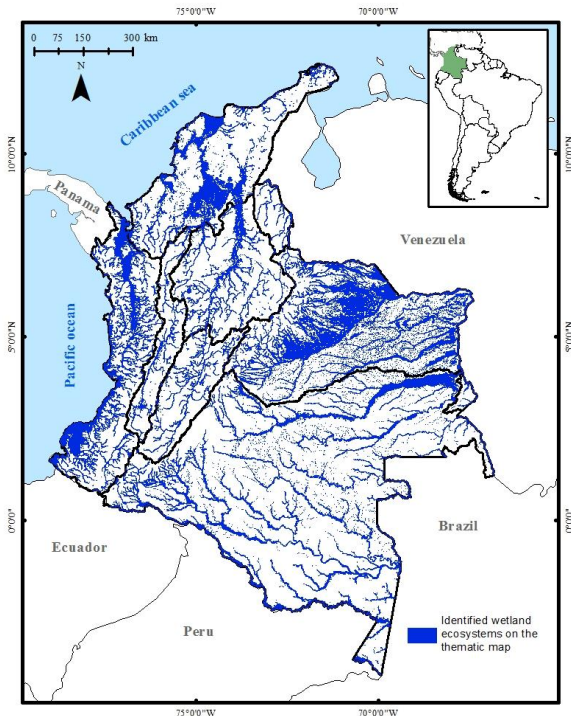 75°0'0"W
70°0'0"W
0 75 150 300 km
N
Caribbean sea
10°0'0"N
10°0'0"N
Panama
Venezuela
Pacific ocean
5°0'0"N
5°0'0"N
0°0'0"
0°0'0"
Ecuador
Brazil
Peru
Identified wetland
ecosystems on the
thematic map
75°0'0"W
70°0'0"W